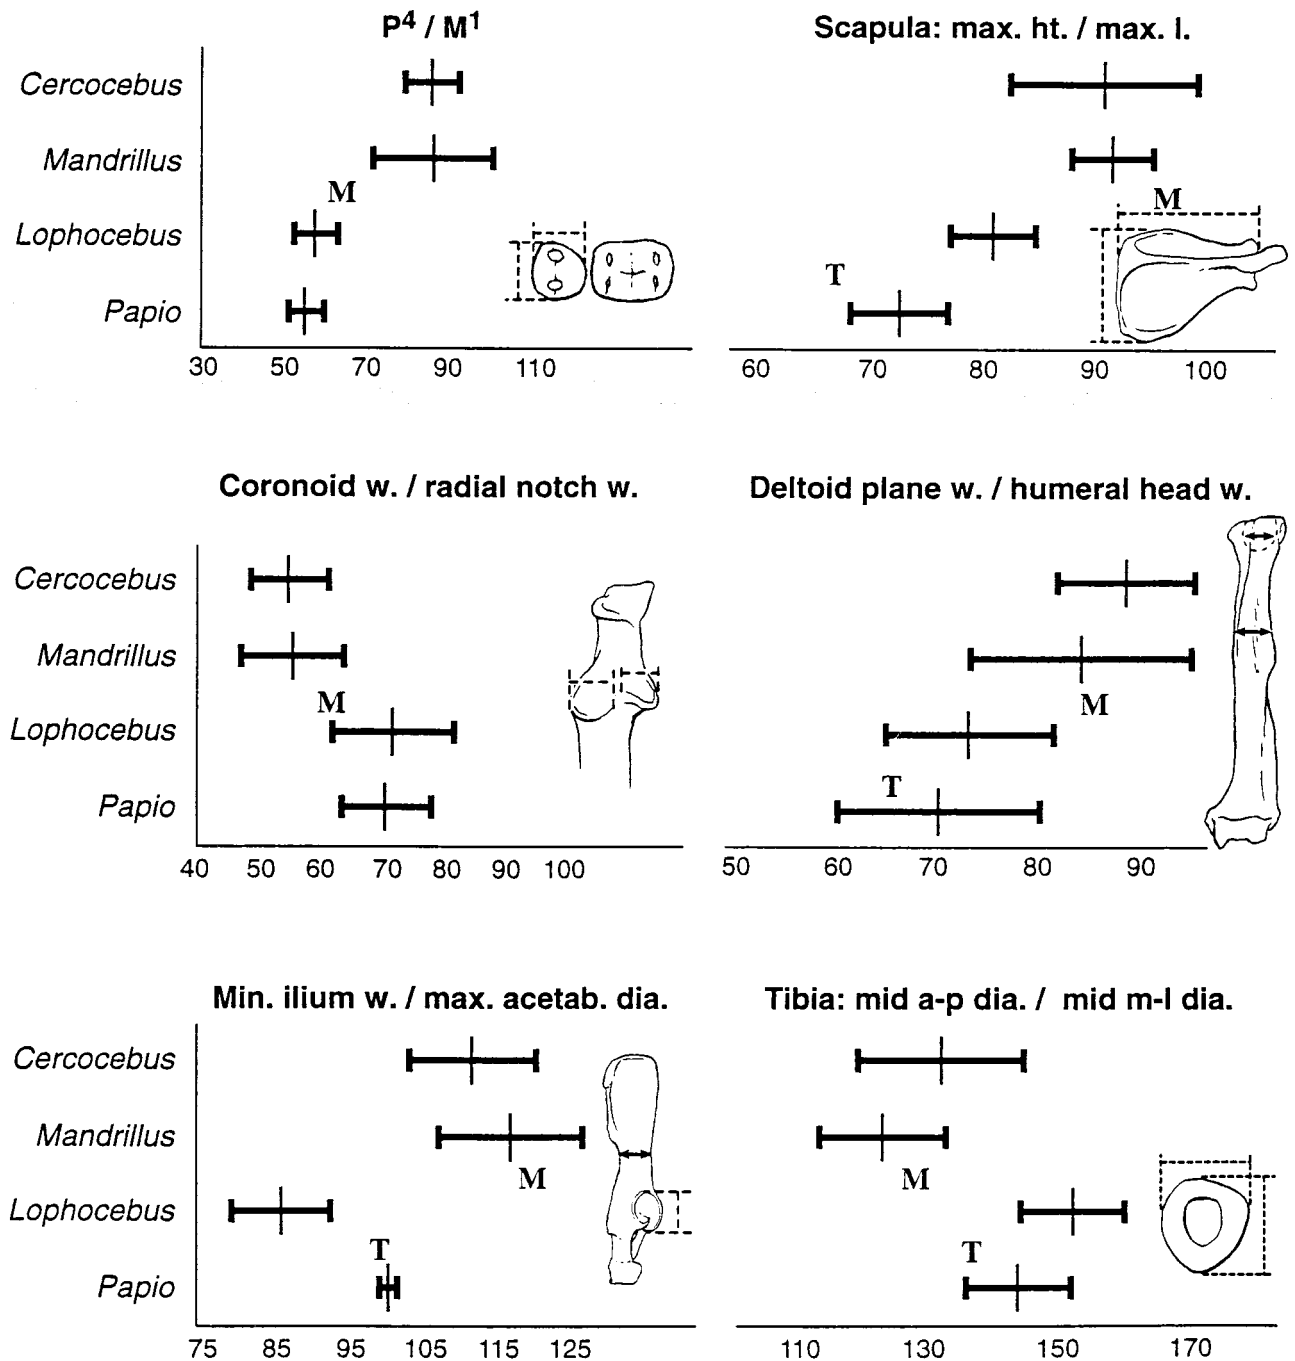 P⁴ / M¹
Cercocebus
Mandrillus
M
Lophocebus
Papio
30 50 70 90 110
Scapula: max. ht. / max. l.
M
T
60 70 80 90 100
Coronoid w. / radial notch w.
Cercocebus
Mandrillus
M
Lophocebus
Papio
40 50 60 70 80 90 100
Deltoid plane w. / humeral head w.
M
T
50 60 70 80 90
Min. ilium w. / max. acetab. dia.
Cercocebus
Mandrillus
M
Lophocebus
T
Papio
75 85 95 105 115 125
Tibia: mid a-p dia. / mid m-l dia.
M
T
110 130 150 170